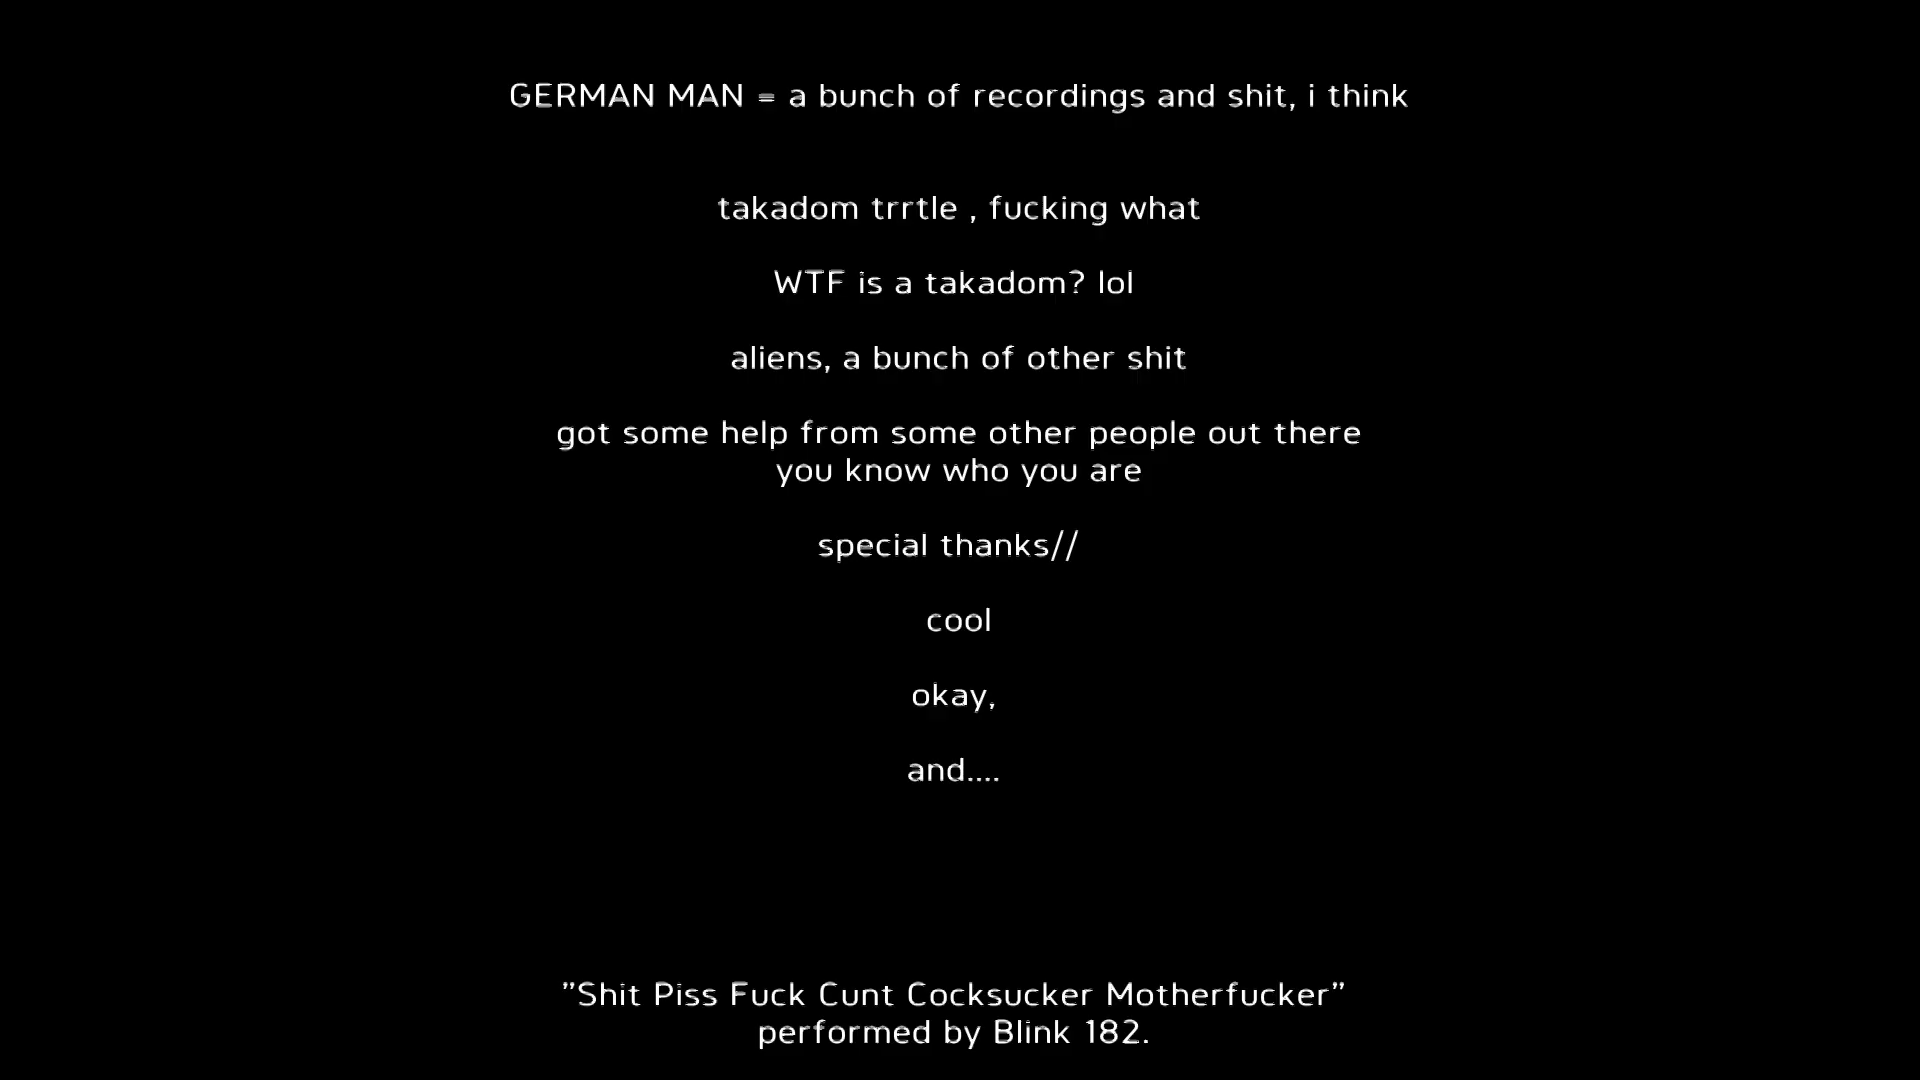 GERMAN MAN = a bunch of recordings and shit, i think
takadom trrtle , fucking what
WTF is a takadom? lol
aliens, a bunch of other shit
got some help from some other people out there
you know who you are
special thanks//
cool
okay,
and....
"Shit Piss Fuck Cunt Cocksucker Motherfucker"
performed by Blink 182.